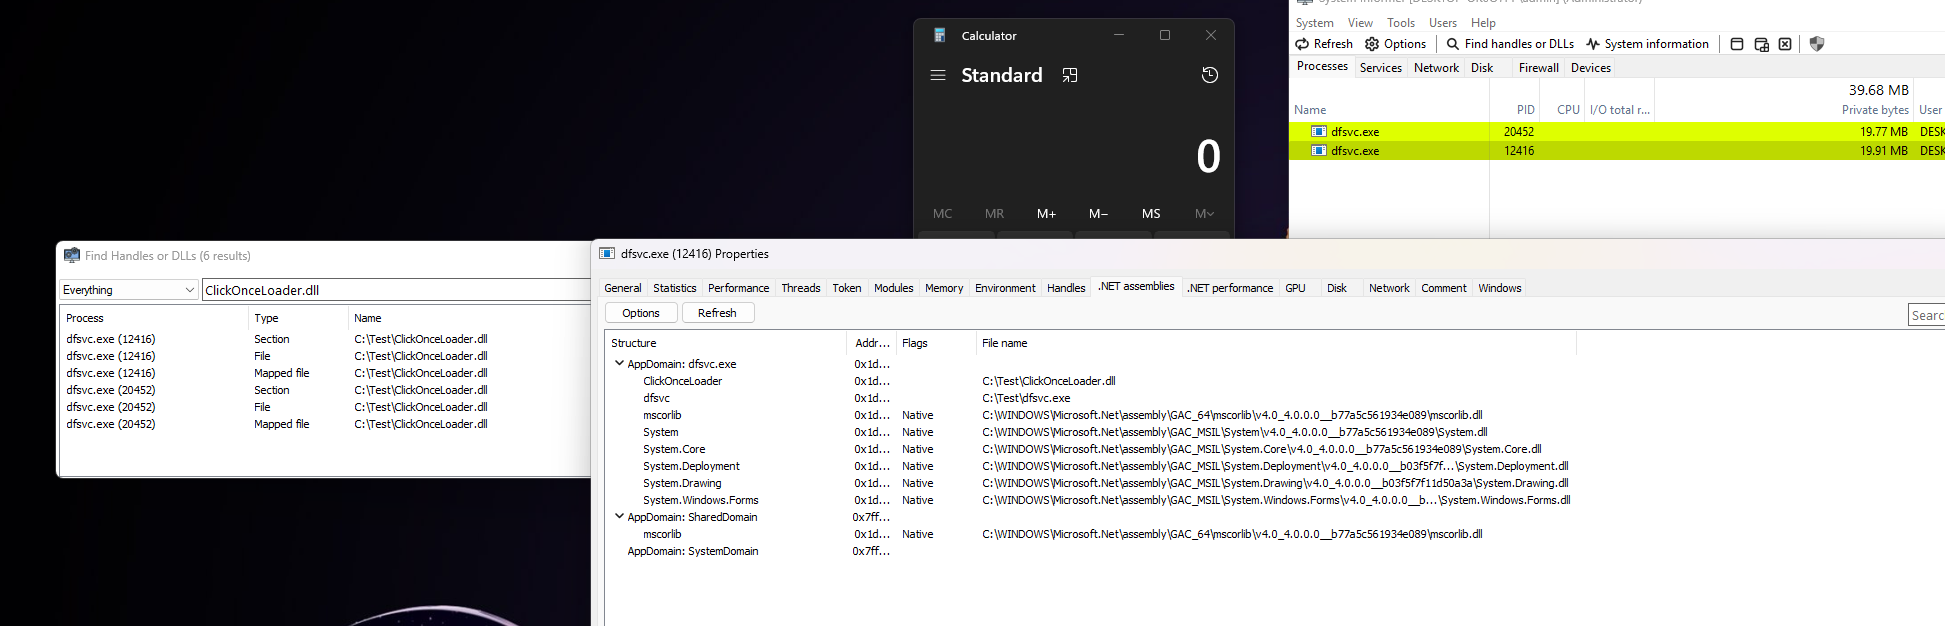 Calculator
Standard
0
MC MR M+ M− MS M˅
System Informer [DESKTOP-
(Administrator)
System View Tools Users Help
Refresh Options Find handles or DLLs System information
Processes Services Network Disk Firewall Devices
39.68 MB
Name PID CPU I/O total r... Private bytes User
dfsvc.exe 20452 19.77 MB DESK
dfsvc.exe 12416 19.91 MB DESK
Find Handles or DLLs (6 results)
Everything ClickOnceLoader.dll
Process Type Name
dfsvc.exe (12416) Section C:\Test\ClickOnceLoader.dll
dfsvc.exe (12416) File C:\Test\ClickOnceLoader.dll
dfsvc.exe (12416) Mapped file C:\Test\ClickOnceLoader.dll
dfsvc.exe (20452) Section C:\Test\ClickOnceLoader.dll
dfsvc.exe (20452) File C:\Test\ClickOnceLoader.dll
dfsvc.exe (20452) Mapped file C:\Test\ClickOnceLoader.dll
dfsvc.exe (12416) Properties
General Statistics Performance Threads Token Modules Memory Environment Handles .NET assemblies .NET performance GPU Disk Network Comment Windows
Options Refresh
Searc
Structure Addr... Flags File name
AppDomain: dfsvc.exe 0x1d...
ClickOnceLoader 0x1d... C:\Test\ClickOnceLoader.dll
dfsvc 0x1d... C:\Test\dfsvc.exe
mscorlib 0x1d... Native C:\WINDOWS\Microsoft.Net\assembly\GAC_64\mscorlib\v4.0_4.0.0.0__b77a5c561934e089\mscorlib.dll
System 0x1d... Native C:\WINDOWS\Microsoft.Net\assembly\GAC_MSIL\System\v4.0_4.0.0.0__b77a5c561934e089\System.dll
System.Core 0x1d... Native C:\WINDOWS\Microsoft.Net\assembly\GAC_MSIL\System.Core\v4.0_4.0.0.0__b77a5c561934e089\System.Core.dll
System.Deployment 0x1d... Native C:\WINDOWS\Microsoft.Net\assembly\GAC_MSIL\System.Deployment\v4.0_4.0.0.0__b03f5f7f...\System.Deployment.dll
System.Drawing 0x1d... Native C:\WINDOWS\Microsoft.Net\assembly\GAC_MSIL\System.Drawing\v4.0_4.0.0.0__b03f5f7f11d50a3a\System.Drawing.dll
System.Windows.Forms 0x1d... Native C:\WINDOWS\Microsoft.Net\assembly\GAC_MSIL\System.Windows.Forms\v4.0_4.0.0.0__b...\System.Windows.Forms.dll
AppDomain: SharedDomain 0x7ff...
mscorlib 0x1d... Native C:\WINDOWS\Microsoft.Net\assembly\GAC_64\mscorlib\v4.0_4.0.0.0__b77a5c561934e089\mscorlib.dll
AppDomain: SystemDomain 0x7ff...